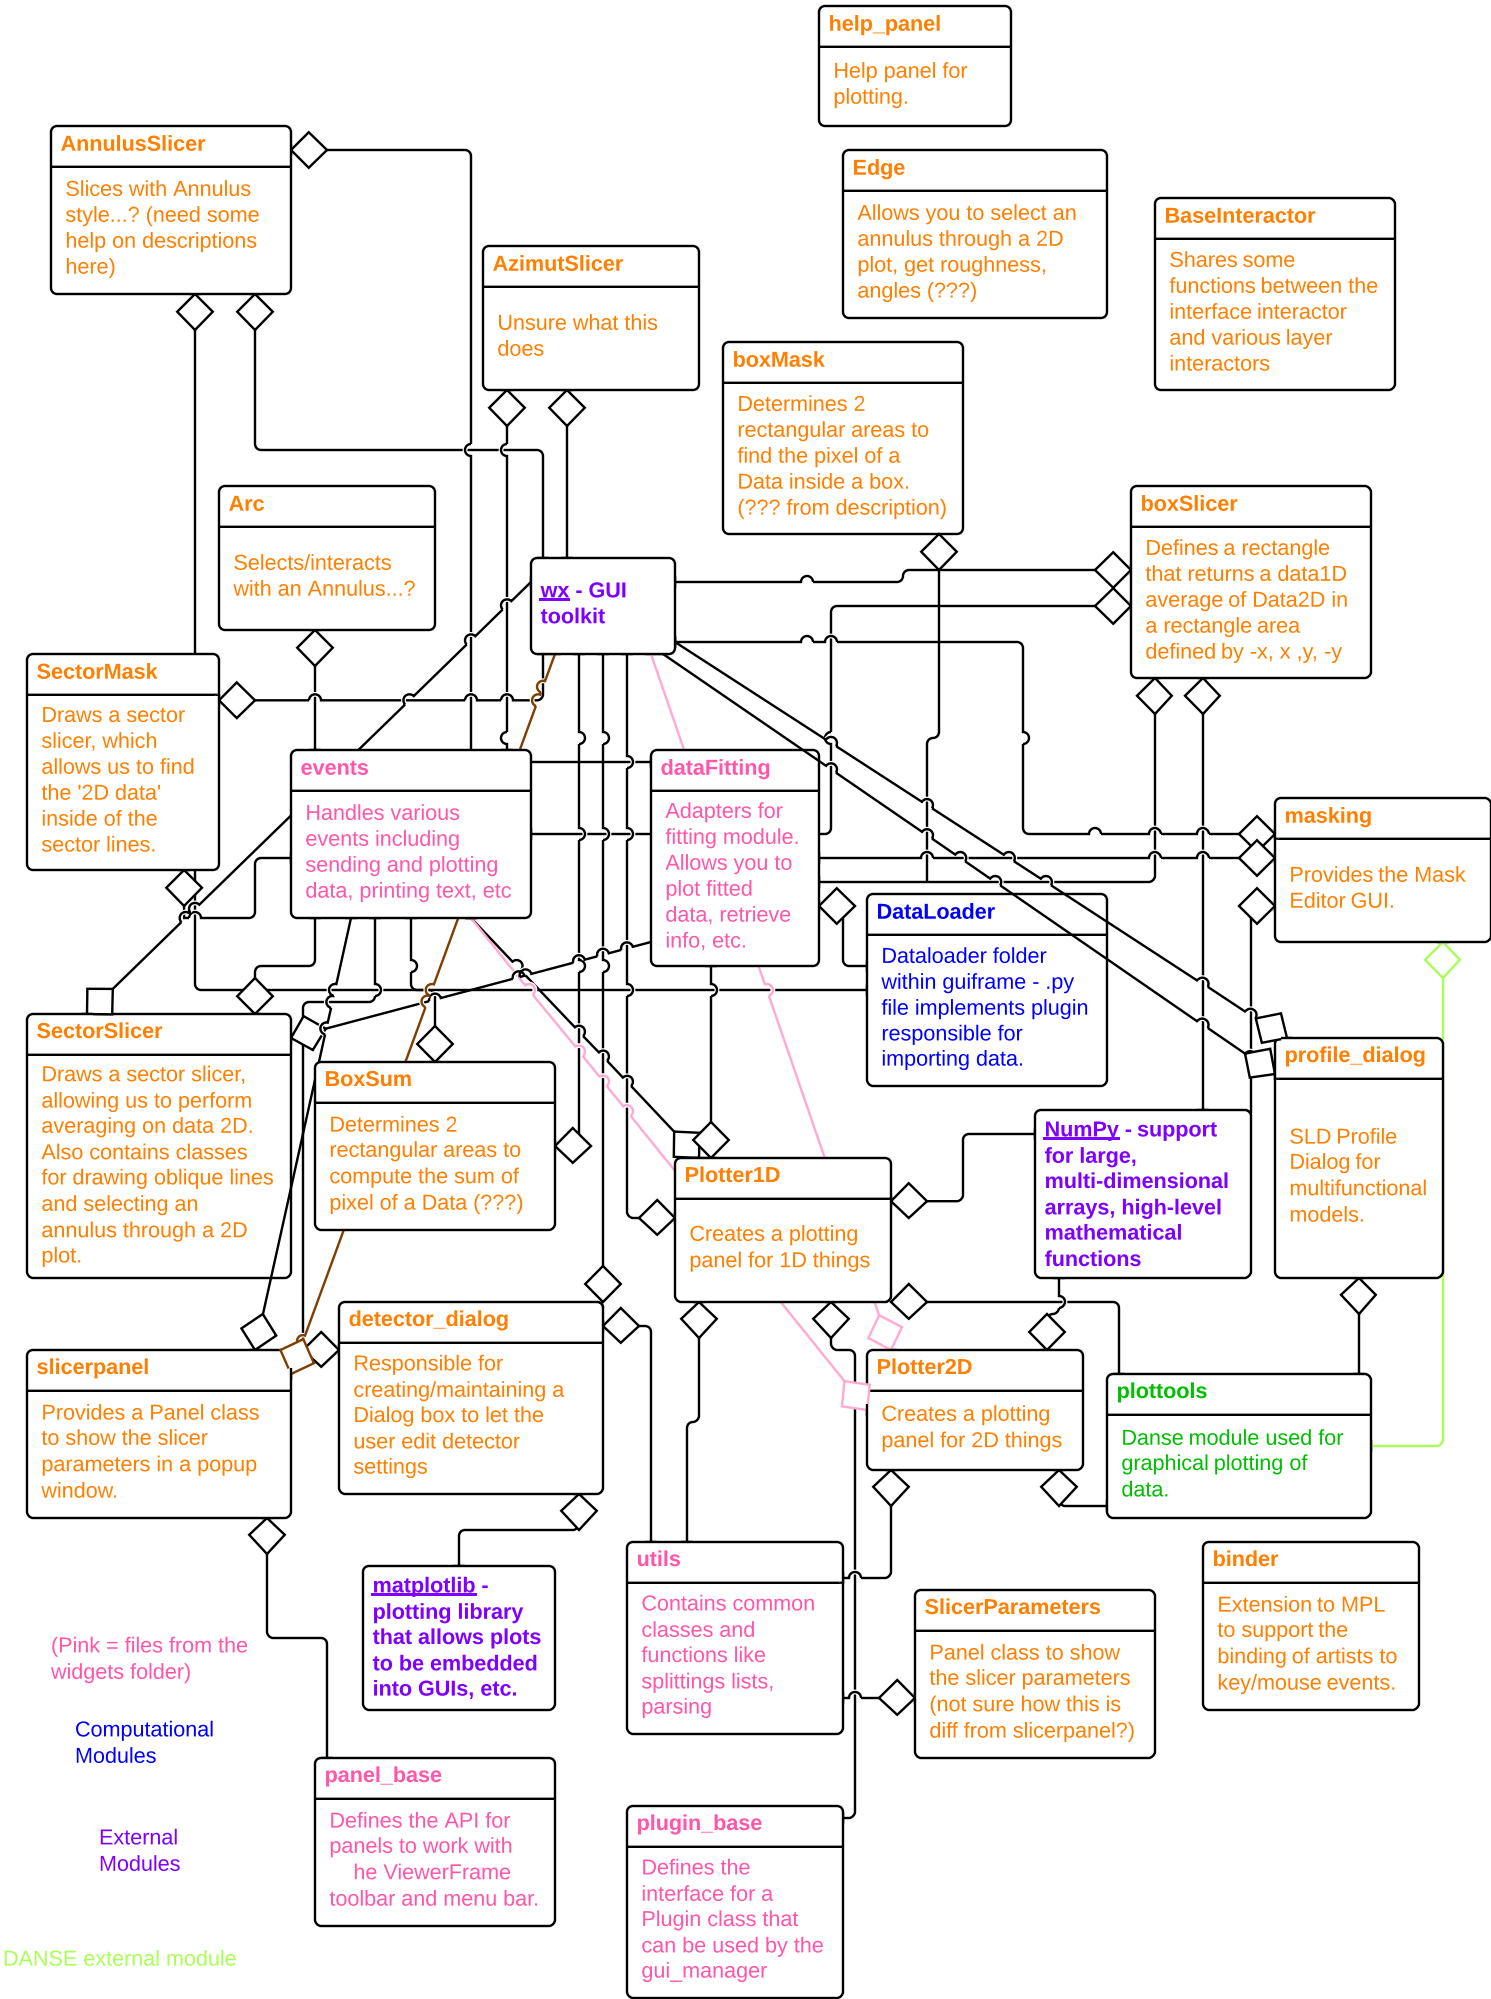 help_panel
Help panel for
plotting.
AnnulusSlicer
Slices with Annulus
style...? (need some
help on descriptions
here)
Edge
Allows you to select an
annulus through a 2D
plot, get roughness,
angles (???)
BaseInteractor
Shares some
functions between the
interface interactor
and various layer
interactors
AzimutSlicer
Unsure what this
does
boxMask
Determines 2
rectangular areas to
find the pixel of a
Data inside a box.
(??? from description)
Arc
Selects/interacts
with an Annulus...?
boxSlicer
Defines a rectangle
that returns a data1D
average of Data2D in
a rectangle area
defined by -x, x ,y, -y
wx - GUI
toolkit
SectorMask
Draws a sector
slicer, which
allows us to find
the '2D data'
inside of the
sector lines.
events
Handles various
events including
sending and plotting
data, printing text, etc
dataFitting
Adapters for
fitting module.
Allows you to
plot fitted
data, retrieve
info, etc.
masking
Provides the Mask
Editor GUI.
DataLoader
Dataloader folder
within guiframe - .py
file implements plugin
responsible for
importing data.
SectorSlicer
Draws a sector slicer,
allowing us to perform
averaging on data 2D.
Also contains classes
for drawing oblique lines
and selecting an
annulus through a 2D
plot.
BoxSum
Determines 2
rectangular areas to
compute the sum of
pixel of a Data (???)
profile_dialog
SLD Profile
Dialog for
multifunctional
models.
NumPy - support
for large,
multi-dimensional
arrays, high-level
mathematical
functions
Plotter1D
Creates a plotting
panel for 1D things
detector_dialog
Responsible for
creating/maintaining a
Dialog box to let the
user edit detector
settings
slicerpanel
Provides a Panel class
to show the slicer
parameters in a popup
window.
Plotter2D
Creates a plotting
panel for 2D things
plottools
Danse module used for
graphical plotting of
data.
matplotlib -
plotting library
that allows plots
to be embedded
into GUIs, etc.
utils
Contains common
classes and
functions like
splittings lists,
parsing
SlicerParameters
Panel class to show
the slicer parameters
(not sure how this is
diff from slicerpanel?)
binder
Extension to MPL
to support the
binding of artists to
key/mouse events.
(Pink = files from the
widgets folder)
Computational
Modules
panel_base
Defines the API for
panels to work with
he ViewerFrame
toolbar and menu bar.
External
Modules
plugin_base
Defines the
interface for a
Plugin class that
can be used by the
gui_manager
DANSE external module